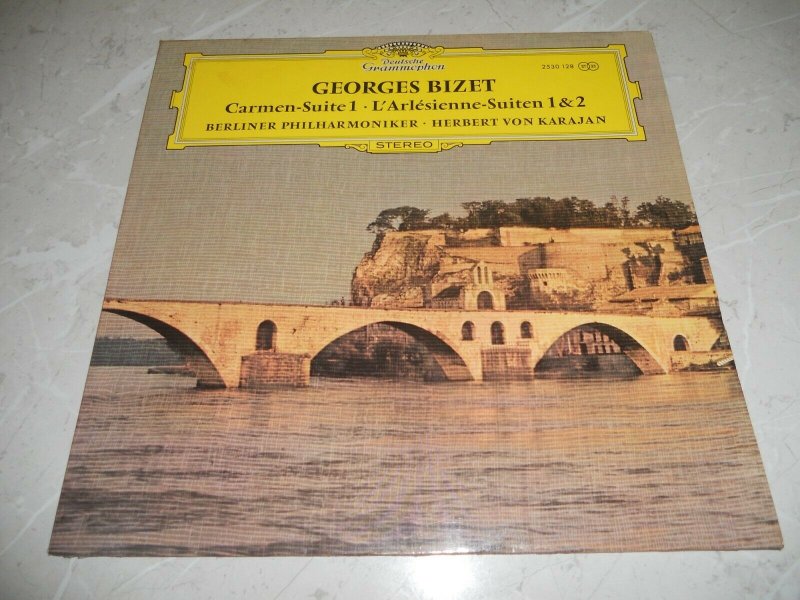 Deutsche
Grammophon
2530 128
GEORGES BIZET
Carmen-Suite 1 · L'Arlésienne-Suiten 1 & 2
BERLINER PHILHARMONIKER · HERBERT VON KARAJAN
STEREO